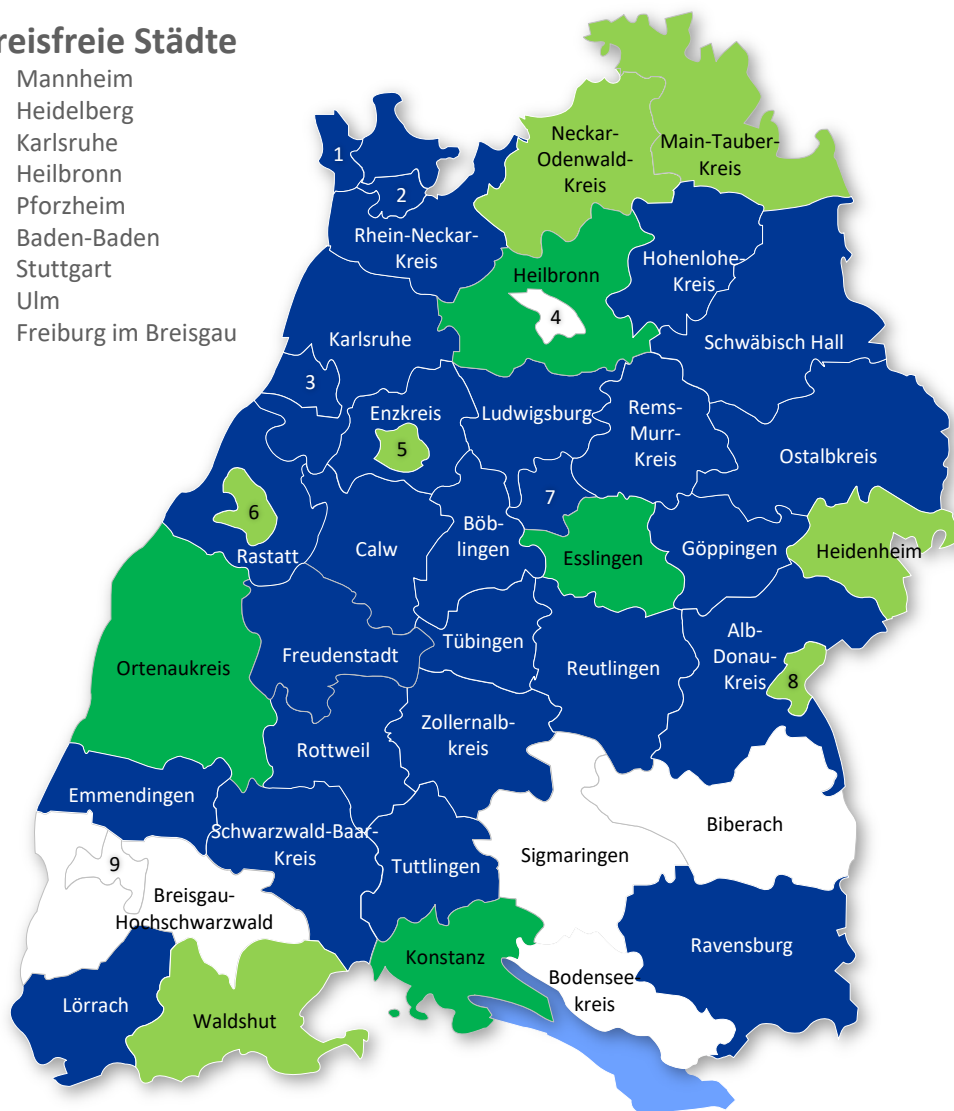 reisfreie Städte
Mannheim
Heidelberg
Karlsruhe
Heilbronn
Pforzheim
Baden-Baden
Stuttgart
Ulm
Freiburg im Breisgau
Neckar-
Odenwald-
Kreis
Main-Tauber-
Kreis
1
2
Rhein-Neckar-
Kreis
Heilbronn
4
Hohenlohe-
Kreis
Schwäbisch Hall
Karlsruhe
3
Enzkreis
5
Ludwigsburg
Rems-
Murr-
Kreis
Ostalbkreis
6
Rastatt
Calw
Böb-
lingen
7
Esslingen
Göppingen
Heidenheim
Ortenaukreis
Freudenstadt
Tübingen
Reutlingen
Alb-
Donau-
Kreis
8
Rottweil
Zollernalb-
kreis
Emmendingen
Schwarzwald-Baar-
Kreis
Tuttlingen
Sigmaringen
Biberach
9
Breisgau-
Hochschwarzwald
Konstanz
Bodensee-
kreis
Ravensburg
Lörrach
Waldshut